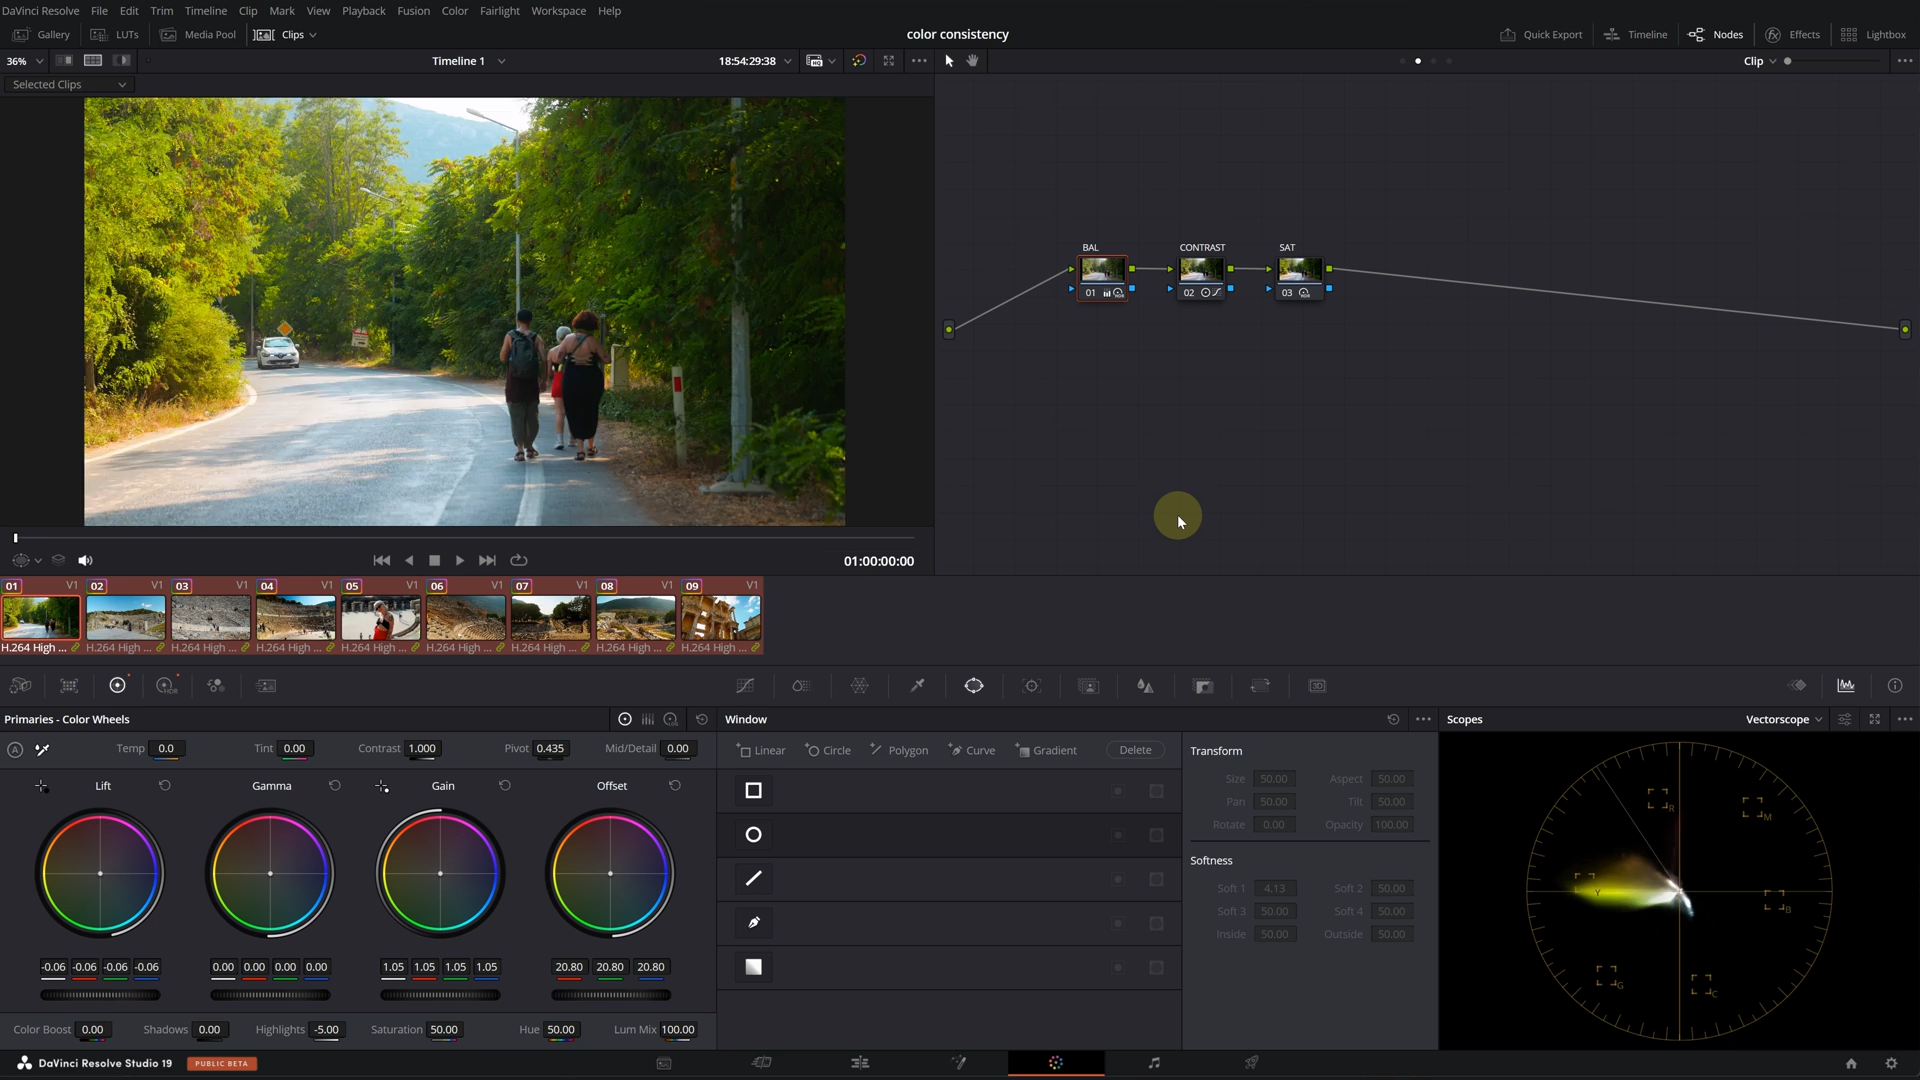 DaVinci Resolve File Edit Trim Timeline Clip Mark View Playback Fusion Color Fairlight Workspace Help
Gallery LUTs Media Pool Clips color consistency Quick Export Timeline Nodes Effects Lightbox
36% Timeline 1 18:54:29:38 Clip
Selected Clips
BAL CONTRAST SAT
01 02 03
01:00:00:00
01 V1 02 V1 03 V1 04 V1 05 V1 06 V1 07 V1 08 V1 09 V1
H.264 High ... H.264 High ... H.264 High ... H.264 High ... H.264 High ... H.264 High ... H.264 High ... H.264 High ... H.264 High ...
HDR 3D
Primaries - Color Wheels Window Scopes Vectorscope
A Temp 0.0 Tint 0.00 Contrast 1.000 Pivot 0.435 Mid/Detail 0.00 Linear Circle Polygon Curve Gradient Delete Transform
Lift Gamma Gain Offset
Size 50.00 Aspect 50.00
Pan 50.00 Tilt 50.00
Rotate 0.00 Opacity 100.00
Softness
Soft 1 4.13 Soft 2 50.00
Soft 3 50.00 Soft 4 50.00
Inside 50.00 Outside 50.00
R M
Y B
G C
-0.06 -0.06 -0.06 -0.06 0.00 0.00 0.00 0.00 1.05 1.05 1.05 1.05 20.80 20.80 20.80
Color Boost 0.00 Shadows 0.00 Highlights -5.00 Saturation 50.00 Hue 50.00 Lum Mix 100.00
DaVinci Resolve Studio 19 PUBLIC BETA